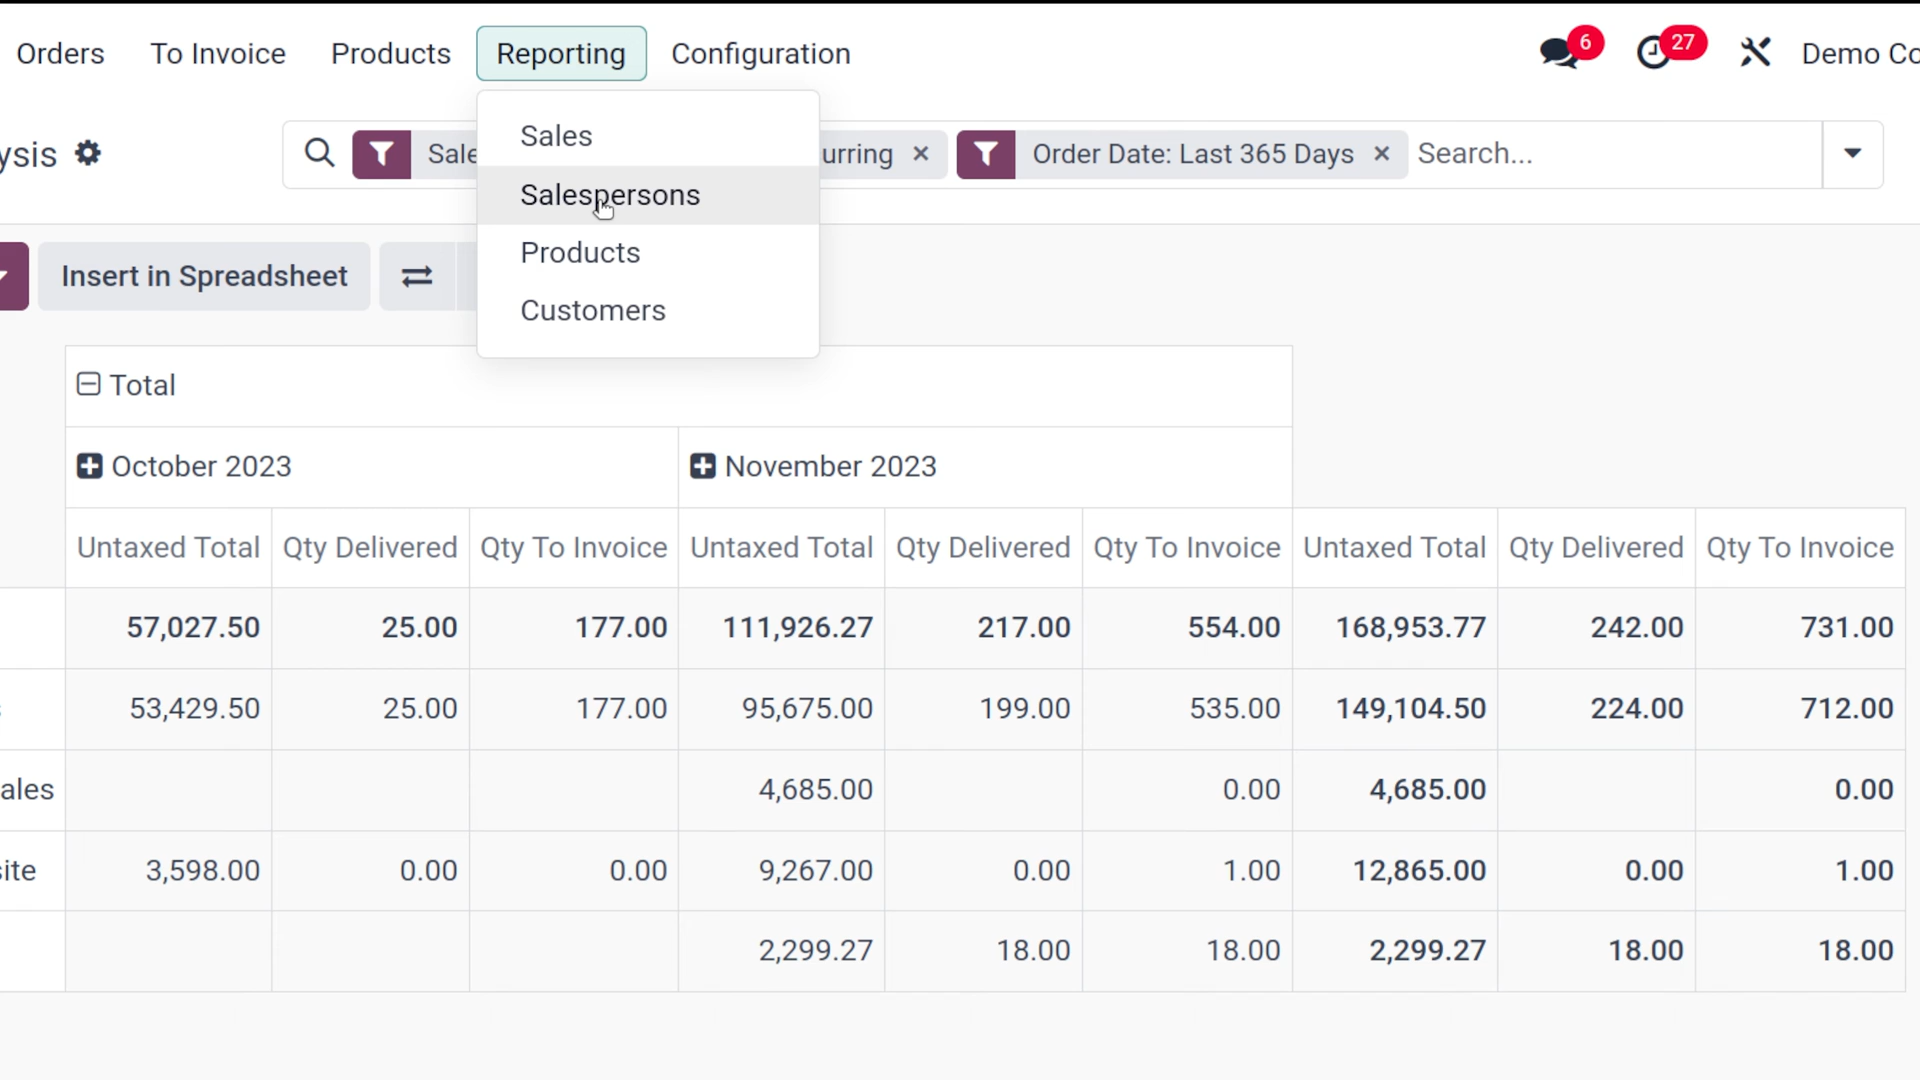 Orders To Invoice Products Reporting Configuration 6 27 Demo Co
ysis Sale urring × Order Date: Last 365 Days × Search...
Sales
Salespersons
Products
Customers
Insert in Spreadsheet
Total
October 2023 November 2023
Untaxed Total Qty Delivered Qty To Invoice Untaxed Total Qty Delivered Qty To Invoice Untaxed Total Qty Delivered Qty To Invoice
57,027.50 25.00 177.00 111,926.27 217.00 554.00 168,953.77 242.00 731.00
53,429.50 25.00 177.00 95,675.00 199.00 535.00 149,104.50 224.00 712.00
ales 4,685.00 0.00 4,685.00 0.00
ite 3,598.00 0.00 0.00 9,267.00 0.00 1.00 12,865.00 0.00 1.00
2,299.27 18.00 18.00 2,299.27 18.00 18.00